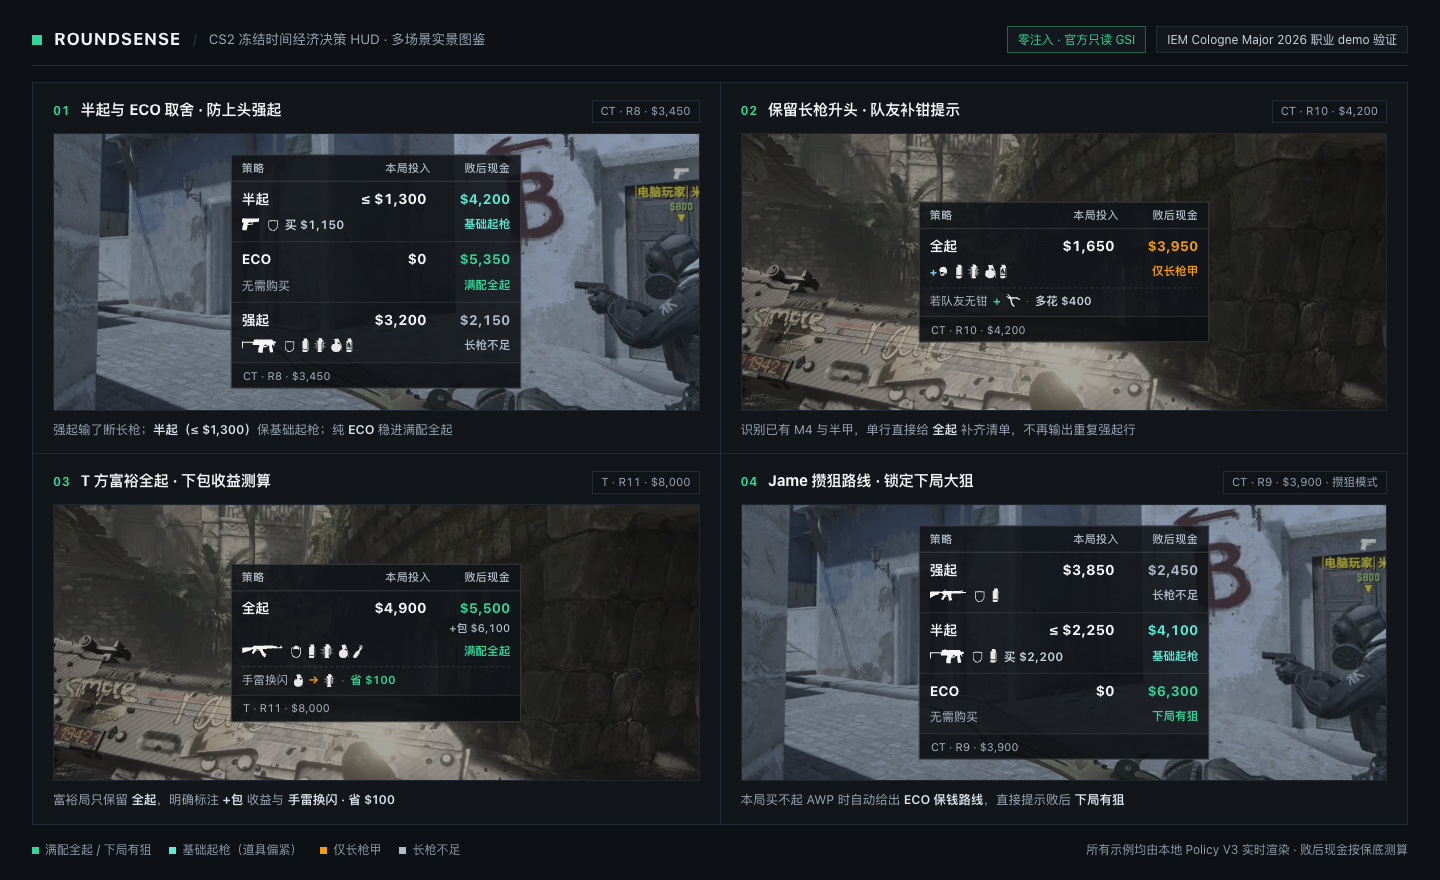 ROUNDSENSE / CS2 冻结时间经济决策 HUD · 多场景实景图鉴
零注入 · 官方只读 GSI
IEM Cologne Major 2026 职业 demo 验证
01 半起与 ECO 取舍 · 防上头强起
CT · R8 · $3,450
策略 本局投入 败后现金
半起 ≤ $1,300 $4,200
买 $1,150 基础起枪
ECO $0 $5,350
无需购买 满配全起
强起 $3,200 $2,150
长枪不足
CT · R8 · $3,450
B
电脑玩家 米
$800
强起输了断长枪；半起（≤ $1,300）保基础起枪；纯 ECO 稳进满配全起
02 保留长枪升头 · 队友补钳提示
CT · R10 · $4,200
策略 本局投入 败后现金
全起 $1,650 $3,950
+ 仅长枪甲
若队友无钳 + · 多花 $400
CT · R10 · $4,200
1942
识别已有 M4 与半甲，单行直接给 全起 补齐清单，不再输出重复强起行
03 T 方富裕全起 · 下包收益测算
T · R11 · $8,000
策略 本局投入 败后现金
全起 $4,900 $5,500
+包 $6,100
满配全起
手雷换闪 → · 省 $100
T · R11 · $8,000
1942
富裕局只保留 全起，明确标注 +包 收益与 手雷换闪 · 省 $100
04 Jame 攒狙路线 · 锁定下局大狙
CT · R9 · $3,900 · 攒狙模式
策略 本局投入 败后现金
强起 $3,850 $2,450
长枪不足
半起 ≤ $2,250 $4,100
买 $2,200 基础起枪
ECO $0 $6,300
无需购买 下局有狙
CT · R9 · $3,900
B
电脑玩家 米
$800
本局买不起 AWP 时自动给出 ECO 保钱路线，直接提示败后 下局有狙
满配全起 / 下局有狙 基础起枪（道具偏紧） 仅长枪甲 长枪不足
所有示例均由本地 Policy V3 实时渲染 · 败后现金按保底测算